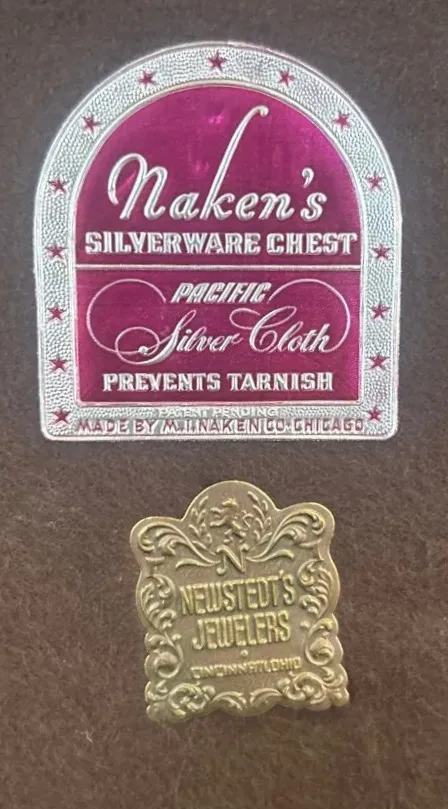 Naken's
SILVERWARE CHEST
PACIFIC
Silver Cloth
PREVENTS TARNISH
PATENT PENDING
MADE BY M.I. NAKEN CO-CHICAGO
N
NEWSTEDT'S
JEWELERS
CINCINNATI, OHIO